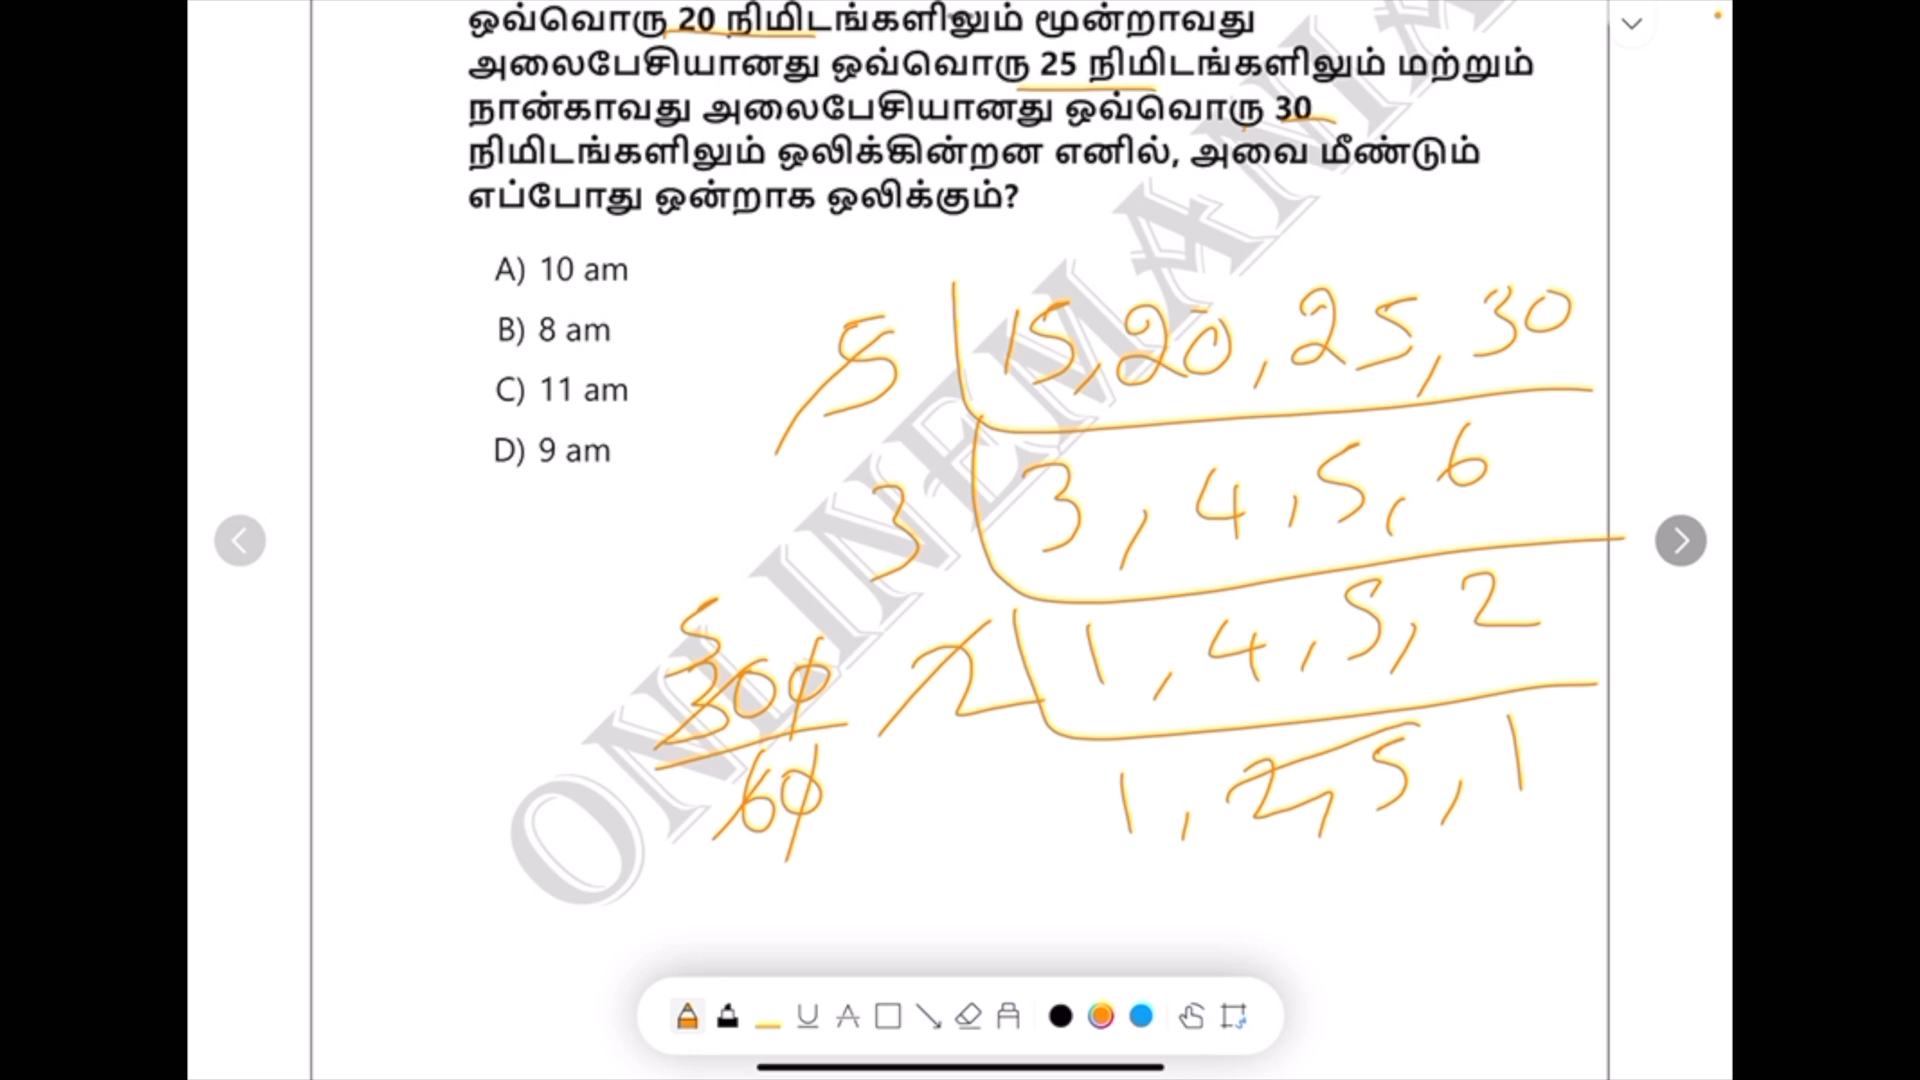 ஒவ்வொரு 20 நிமிடங்களிலும் மூன்றாவது
அலைபேசியானது ஒவ்வொரு 25 நிமிடங்களிலும் மற்றும்
நான்காவது அலைபேசியானது ஒவ்வொரு 30
நிமிடங்களிலும் ஒலிக்கின்றன எனில், அவை மீண்டும்
எப்போது ஒன்றாக ஒலிக்கும்?
A) 10 am
B) 8 am
C) 11 am
D) 9 am
5 15, 20, 25, 30
3 3, 4, 5, 6
2 1, 4, 5, 2
1, 2, 5, 1
5
300
60